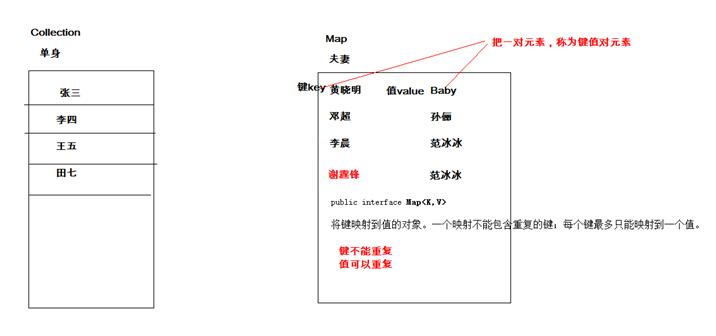 Collection
单身
张三
李四
王五
田七
Map
夫妻
把一对元素，称为键值对元素
键key 黄晓明 值value Baby
邓超 孙俪
李晨 范冰冰
谢霆锋 范冰冰
public interface Map<K,V>
将键映射到值的对象。一个映射不能包含重复的键；每个键最多只能映射到一个值。
键不能重复
值可以重复